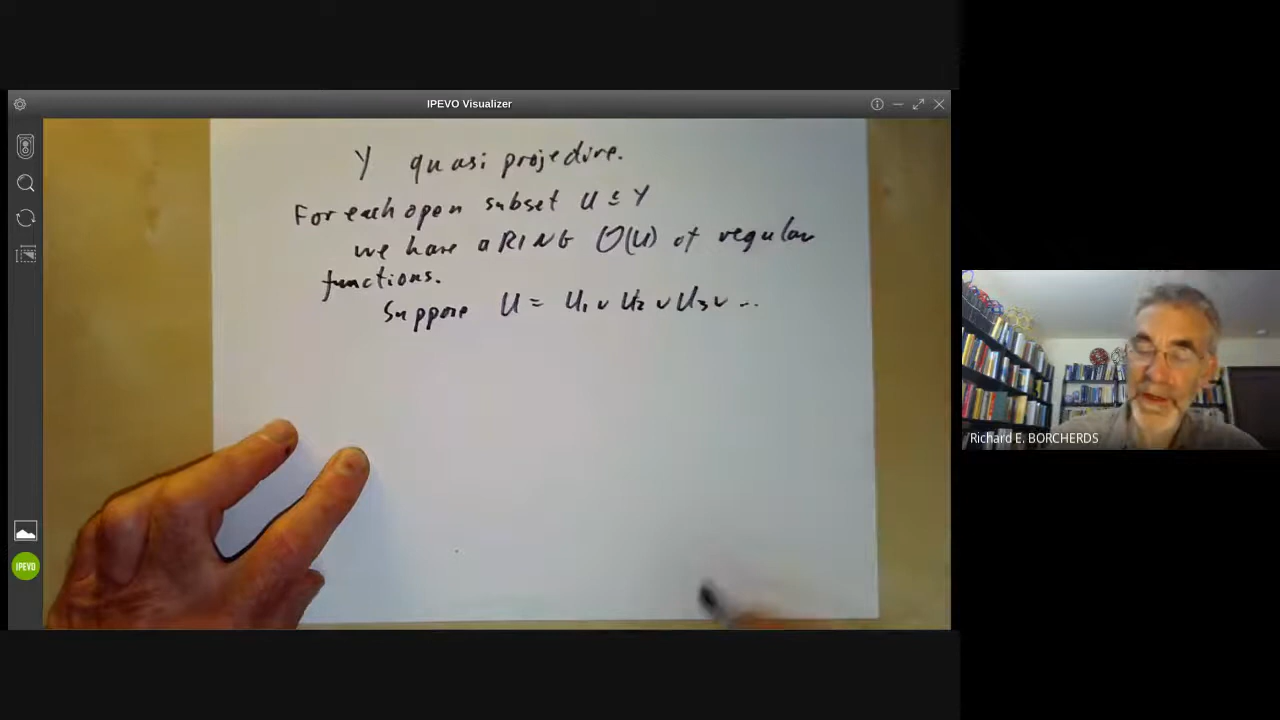 IPEVO Visualizer
Y quasi projective.
For each open subset U ⊆ Y
we have a RING O(U) of regular
functions.
Suppose U = U₁ ∪ U₂ ∪ U₃ ∪ ...
Richard E. BORCHERDS
IPEVO